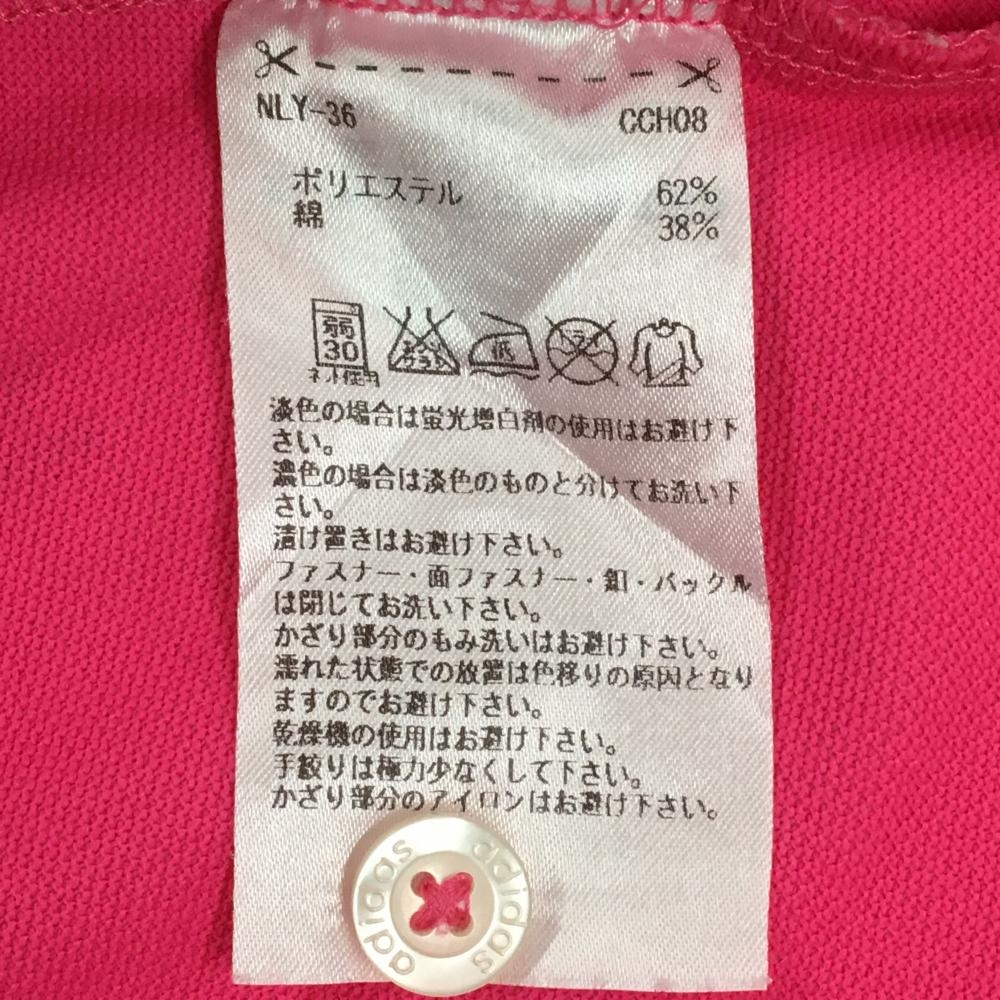 NLY-36 CCH08
ポリエステル 62%
綿 38%
弱
30
ネット使用
エンソ
サラシ
低
ドライ
淡色の場合は蛍光増白剤の使用はお避け下
さい。
濃色の場合は淡色のものと分けてお洗い下
さい。
漬け置きはお避け下さい。
ファスナー・面ファスナー・釦・バックル
は閉じてお洗い下さい。
かざり部分のもみ洗いはお避け下さい。
濡れた状態での放置は色移りの原因となり
ますのでお避け下さい。
乾燥機の使用はお避け下さい。
手絞りは極力少なくして下さい。
かざり部分のアイロンはお避け下さい。
adidas adidas